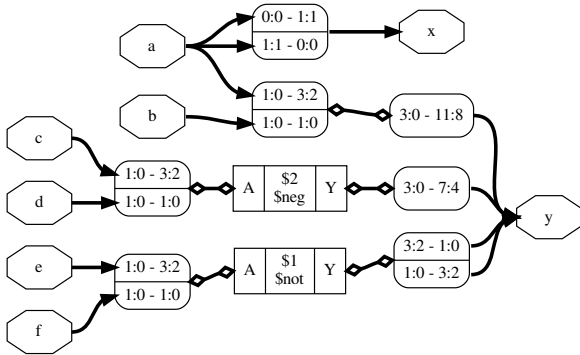 a
0:0 - 1:1
1:1 - 0:0
x
b
1:0 - 3:2
1:0 - 1:0
3:0 - 11:8
c
d
1:0 - 3:2
1:0 - 1:0
A
$2
$neg
Y
3:0 - 7:4
y
e
f
1:0 - 3:2
1:0 - 1:0
A
$1
$not
Y
3:2 - 1:0
1:0 - 3:2